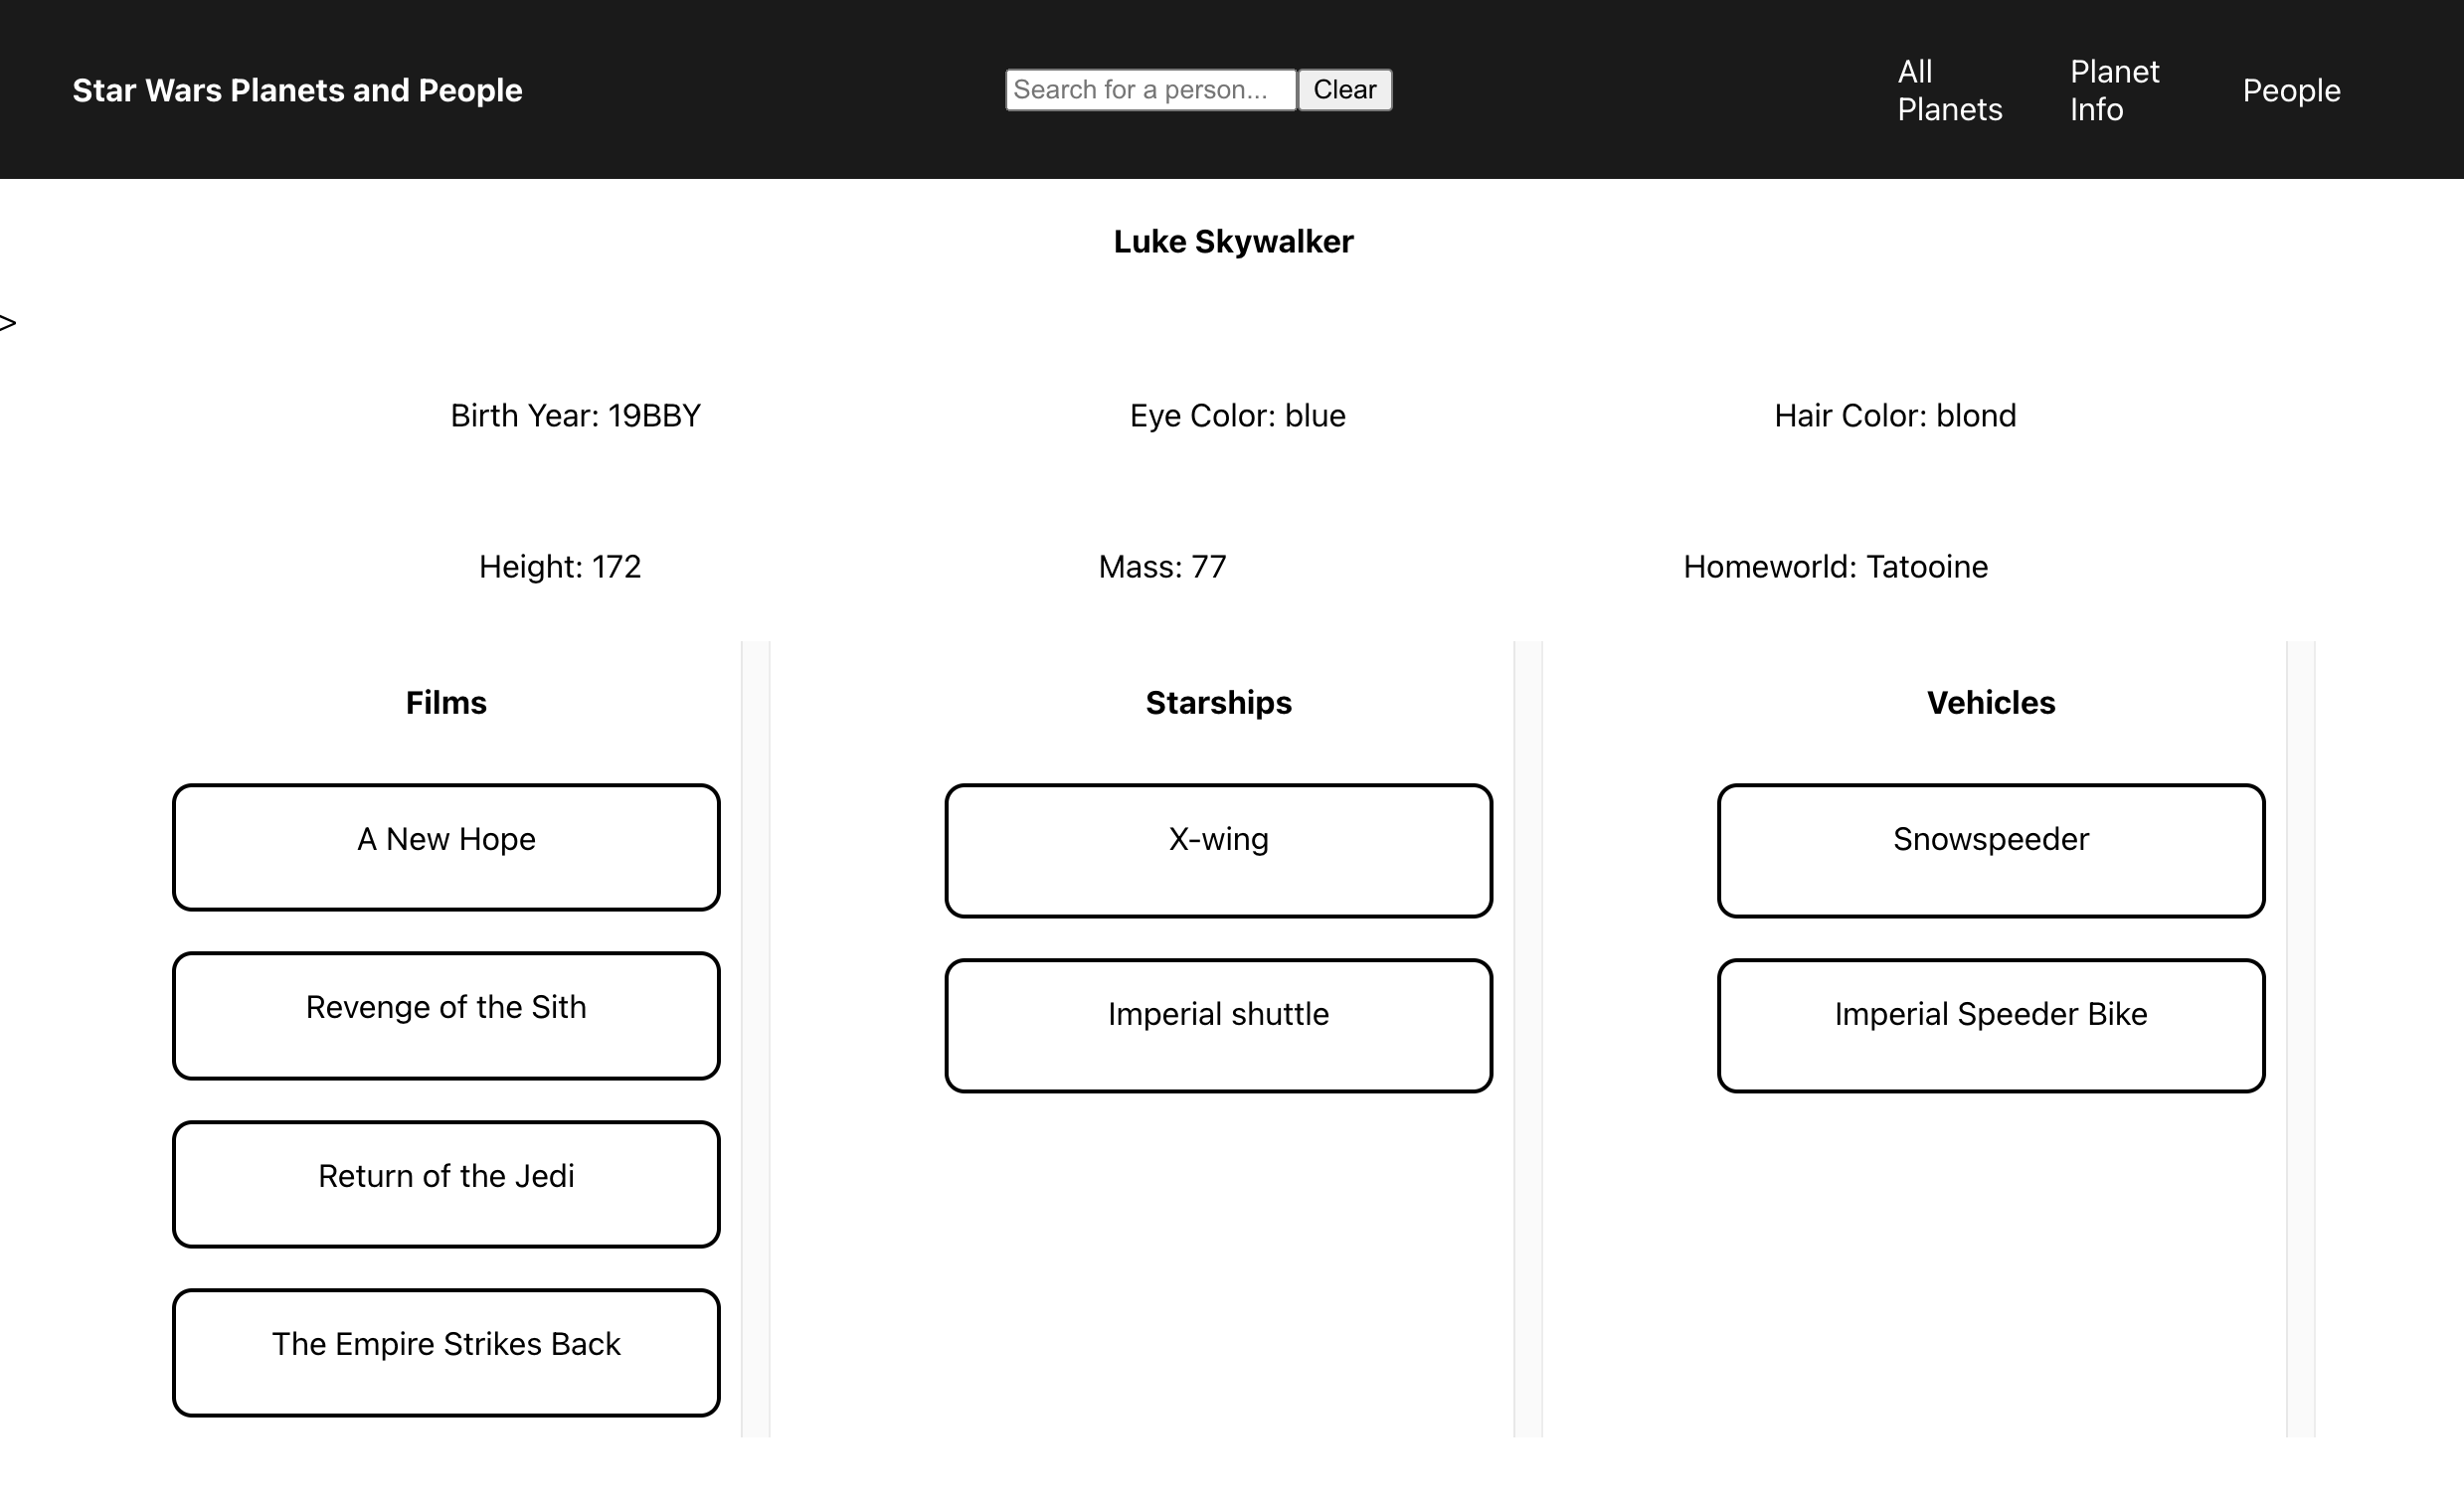 Star Wars Planets and People
Search for a person...
Clear
All
Planets
Planet
Info
People
Luke Skywalker
>
Birth Year: 19BBY
Eye Color: blue
Hair Color: blond
Height: 172
Mass: 77
Homeworld: Tatooine
Films
A New Hope
Revenge of the Sith
Return of the Jedi
The Empire Strikes Back
Starships
X-wing
Imperial shuttle
Vehicles
Snowspeeder
Imperial Speeder Bike